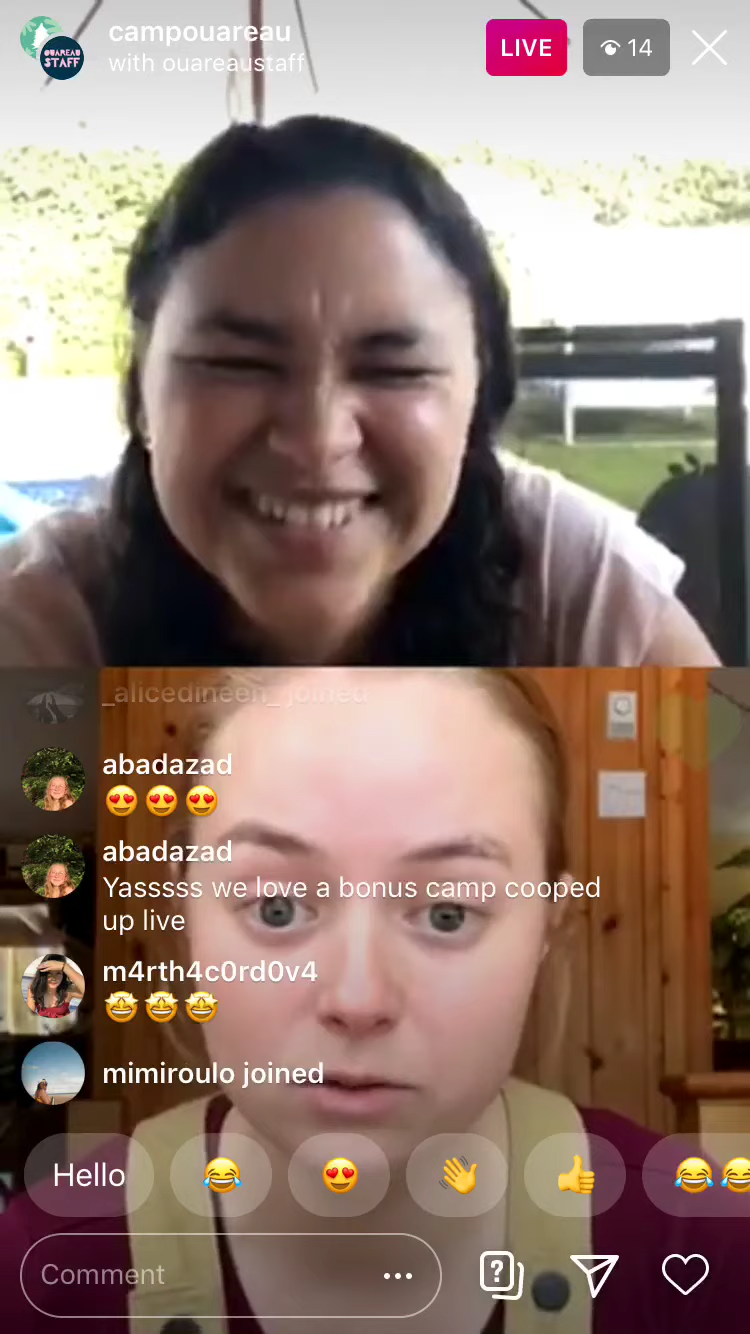 campouareau
with ouareaustaff
OUAREAU
STAFF
LIVE
14
_alicedineen_ joined
abadazad
😍😍😍
abadazad
Yasssss we love a bonus camp cooped
up live
m4rth4c0rd0v4
🤩🤩🤩
mimiroulo joined
Hello 😂 😍 👋 👍 😂😂
Comment